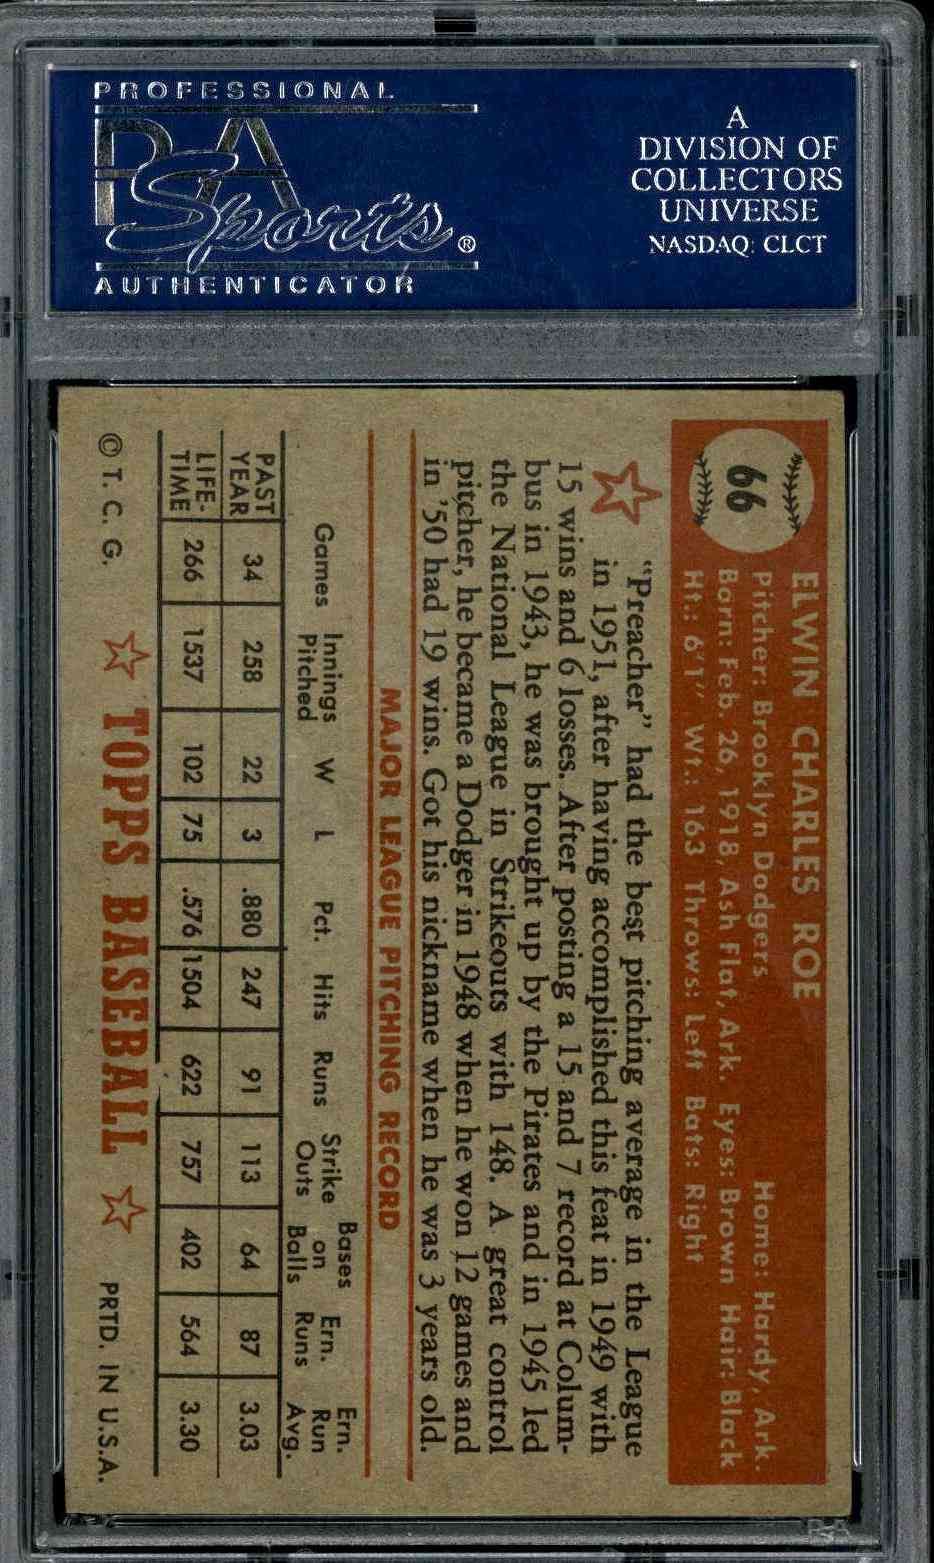 PROFESSIONAL
PSA
Sports®
AUTHENTICATOR
A
DIVISION OF
COLLECTORS
UNIVERSE
NASDAQ: CLCT
66
ELWIN CHARLES ROE
Pitcher: Brooklyn Dodgers Home: Hardy, Ark.
Born: Feb. 26, 1918, Ash Flat, Ark. Eyes: Brown Hair: Black
Ht.: 6'1" Wt.: 163 Throws: Left Bats: Right
"Preacher" had the best pitching average in the League
in 1951, after having accomplished this feat in 1949 with
15 wins and 6 losses. After posting a 15 and 7 record at Colum-
bus in 1943, he was brought up by the Pirates and in 1945 led
the National League in Strikeouts with 148. A great control
pitcher, he became a Dodger in 1948 when he won 12 games and
in '50 had 19 wins. Got his nickname when he was 3 years old.
MAJOR LEAGUE PITCHING RECORD
Games Innings Pitched W L Pct. Hits Runs Strike Outs Bases on Balls Ern. Runs Ern. Run Avg.
PAST YEAR 34 258 22 3 .880 247 91 113 64 87 3.03
LIFE-TIME 266 1537 102 75 .576 1504 622 757 402 564 3.30
© T. C. G. ☆ TOPPS BASEBALL ☆ PRTD. IN U.S.A.
PSA